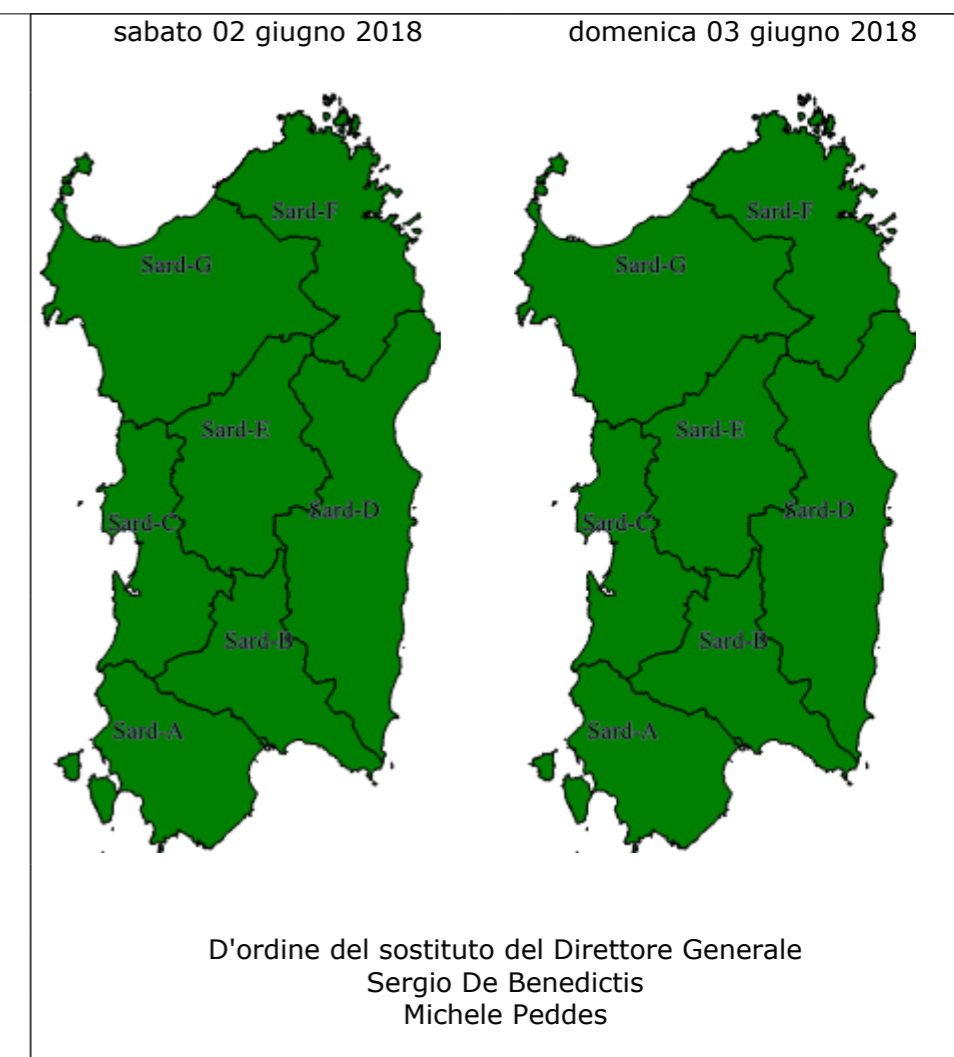 sabato 02 giugno 2018
domenica 03 giugno 2018
Sard-F
Sard-G
Sard-E
Sard-D
Sard-C
Sard-B
Sard-A
Sard-F
Sard-G
Sard-E
Sard-D
Sard-C
Sard-B
Sard-A
D'ordine del sostituto del Direttore Generale
Sergio De Benedictis
Michele Peddes